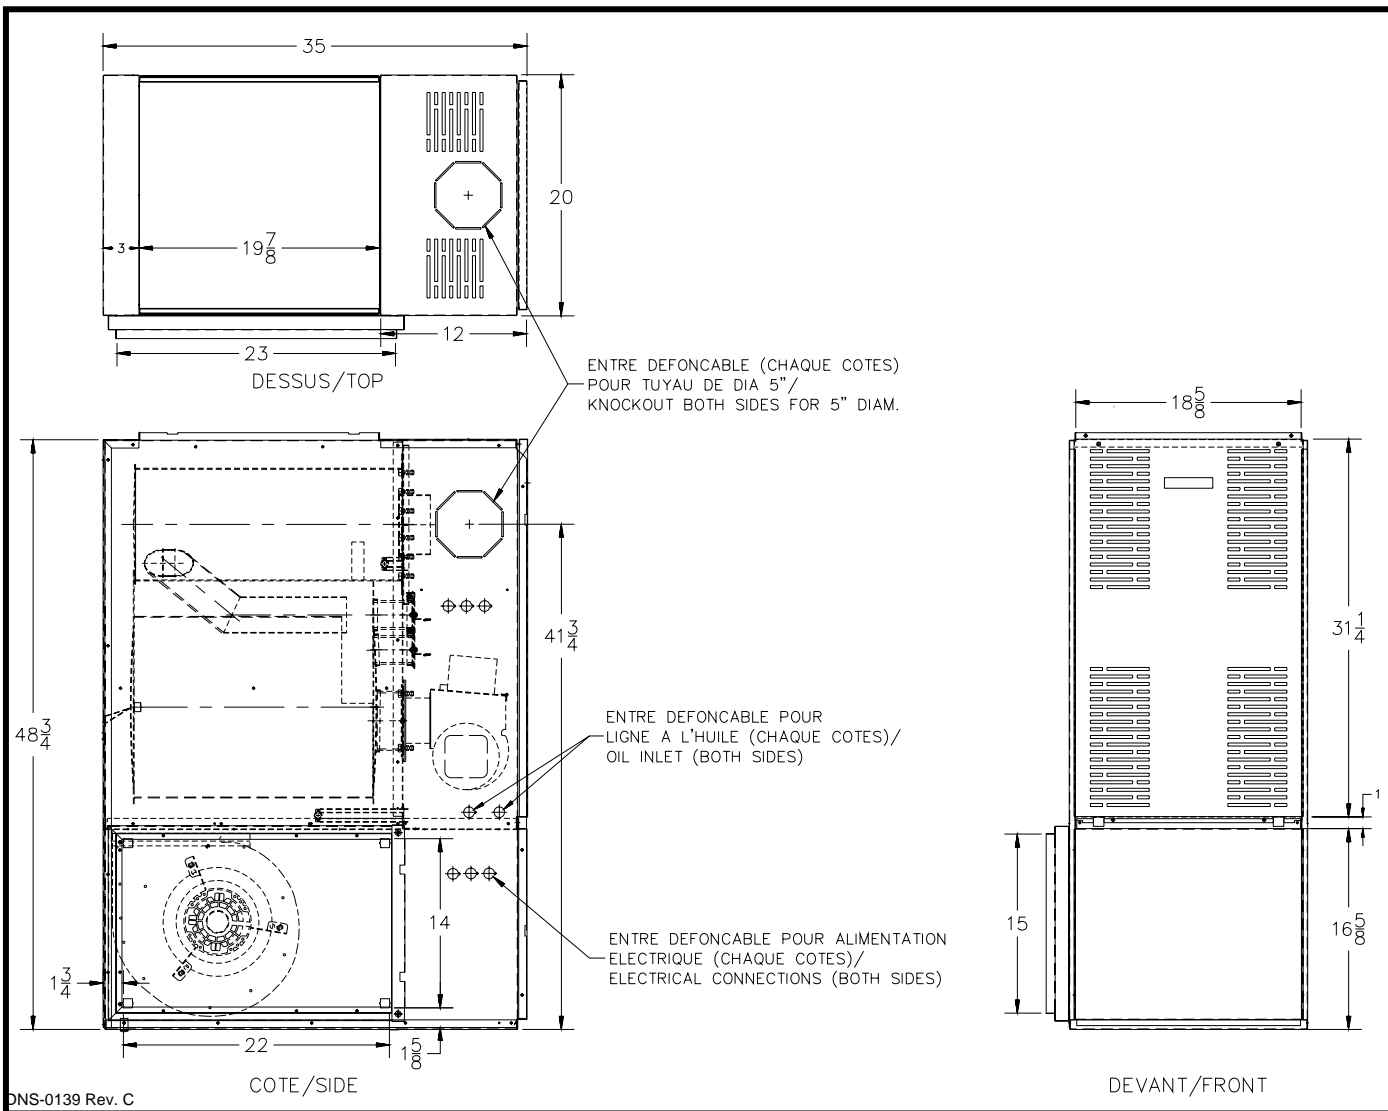 35
20
3
19 7/8
12
23
DESSUS/TOP
ENTRE DEFONCABLE (CHAQUE COTES)
POUR TUYAU DE DIA 5"/
KNOCKOUT BOTH SIDES FOR 5" DIAM.
18 5/8
31 1/4
41 3/4
48 3/4
ENTRE DEFONCABLE POUR
LIGNE A L'HUILE (CHAQUE COTES)/
OIL INLET (BOTH SIDES)
1
14
15
16 5/8
ENTRE DEFONCABLE POUR ALIMENTATION
ELECTRIQUE (CHAQUE COTES)/
ELECTRICAL CONNECTIONS (BOTH SIDES)
1 3/4
22
1 5/8
COTE/SIDE
DEVANT/FRONT
DNS-0139 Rev. C